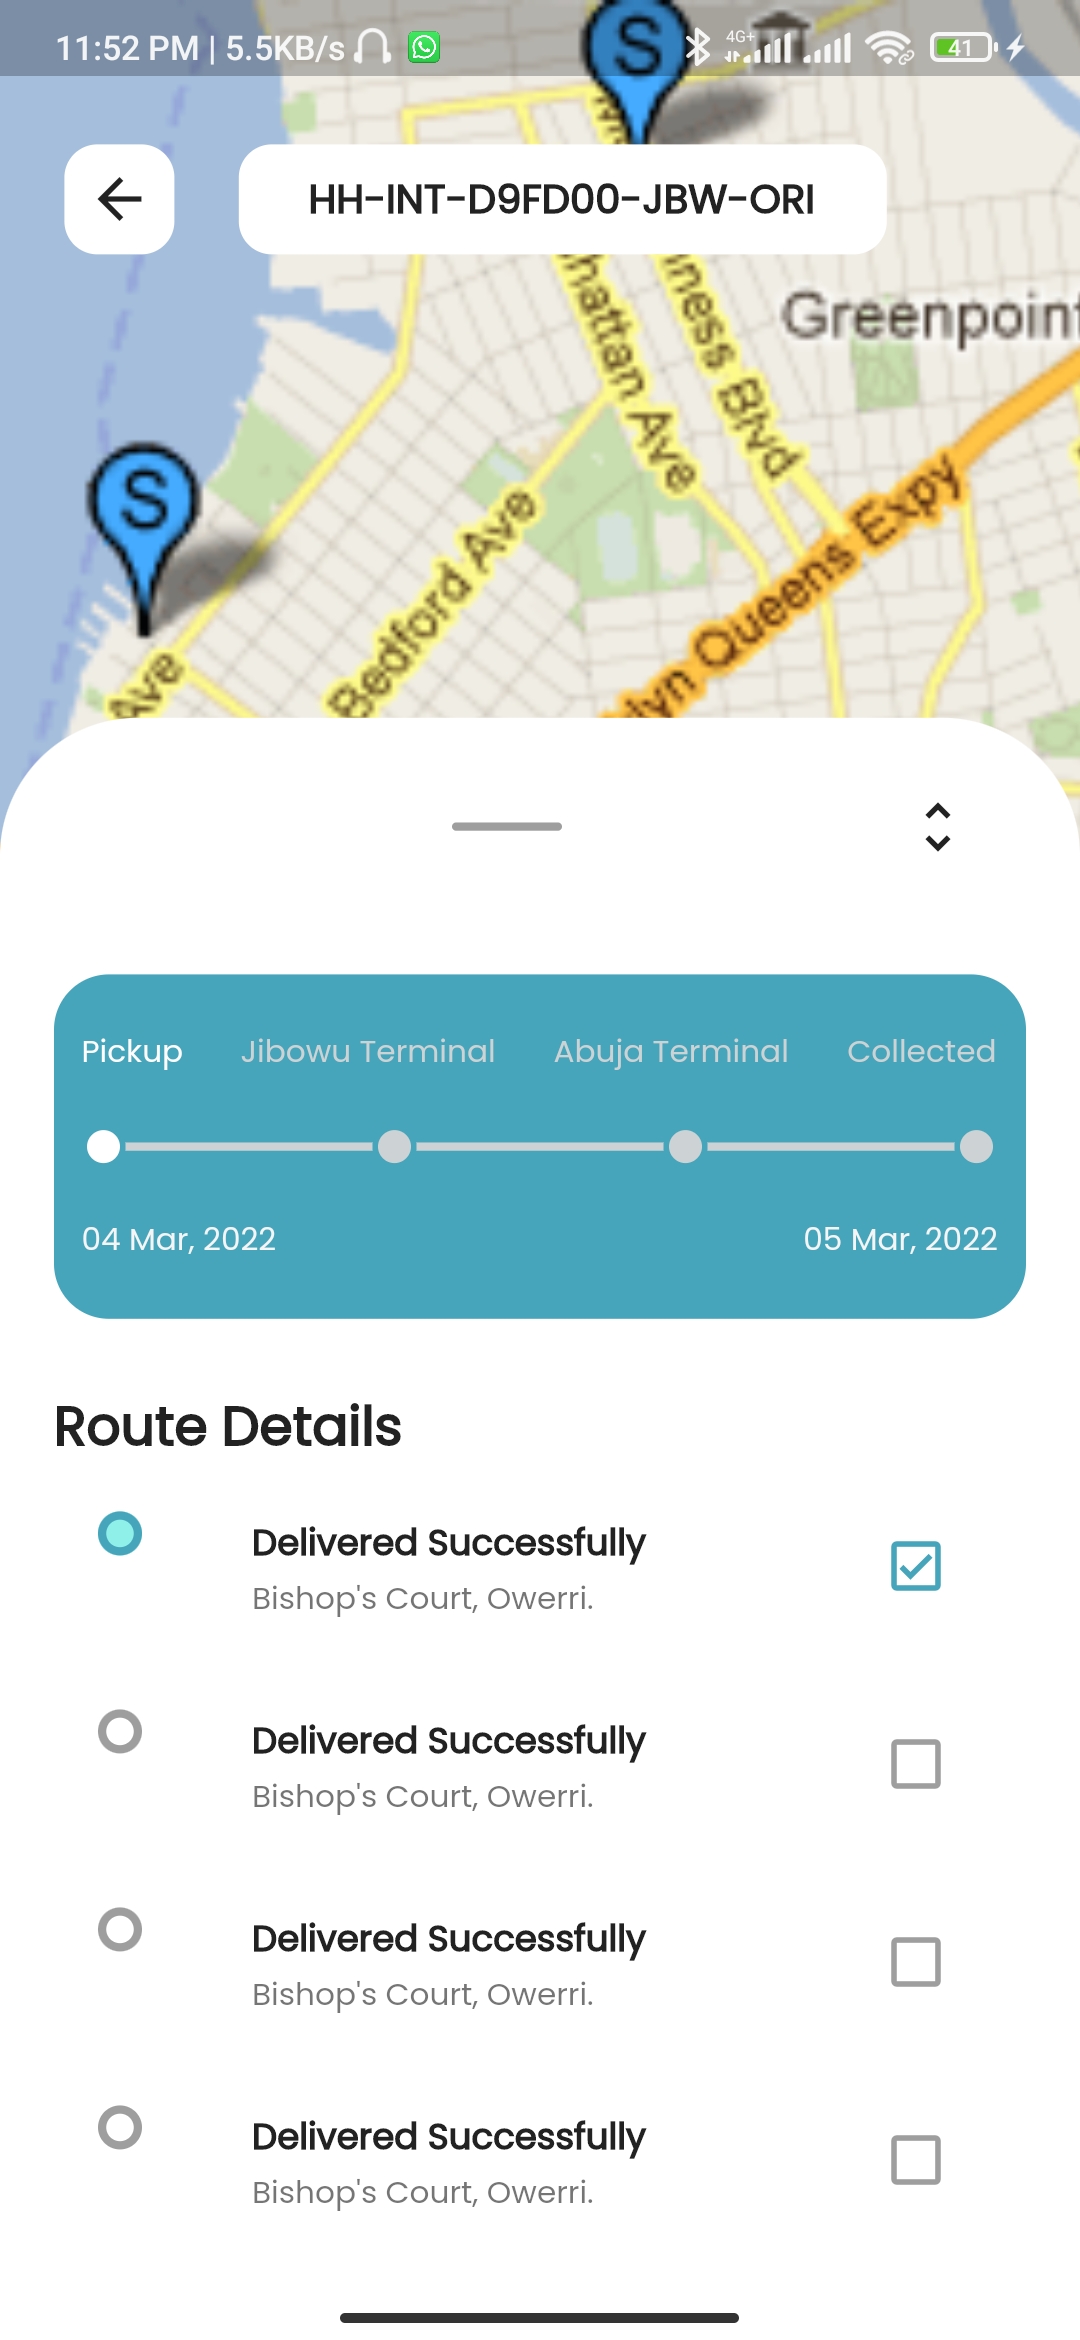 11:52 PM | 5.5KB/s
4G+
41
S
HH-INT-D9FD00-JBW-ORI
hattan Ave
ness Blvd
Greenpoint
S
Bedford Ave
lyn Queens Expy
Ave
Pickup Jibowu Terminal Abuja Terminal Collected
04 Mar, 2022 05 Mar, 2022
Route Details
Delivered Successfully
Bishop's Court, Owerri.
Delivered Successfully
Bishop's Court, Owerri.
Delivered Successfully
Bishop's Court, Owerri.
Delivered Successfully
Bishop's Court, Owerri.